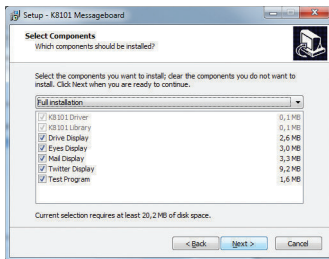 Setup - K8101 Messageboard
Select Components
Which components should be installed?
Select the components you want to install; clear the components you do not want to
install. Click Next when you are ready to continue.
Full installation
K8101 Driver 0,1 MB
K8101 Library 0,1 MB
Drive Display 2,6 MB
Eyes Display 3,0 MB
Mail Display 3,3 MB
Twitter Display 9,2 MB
Test Program 1,6 MB
Current selection requires at least 20,2 MB of disk space.
< Back Next > Cancel